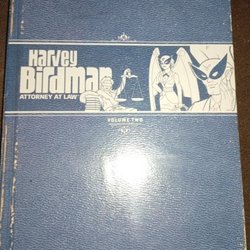 Harvey
Birdman
ATTORNEY AT LAW
VOLUME TWO